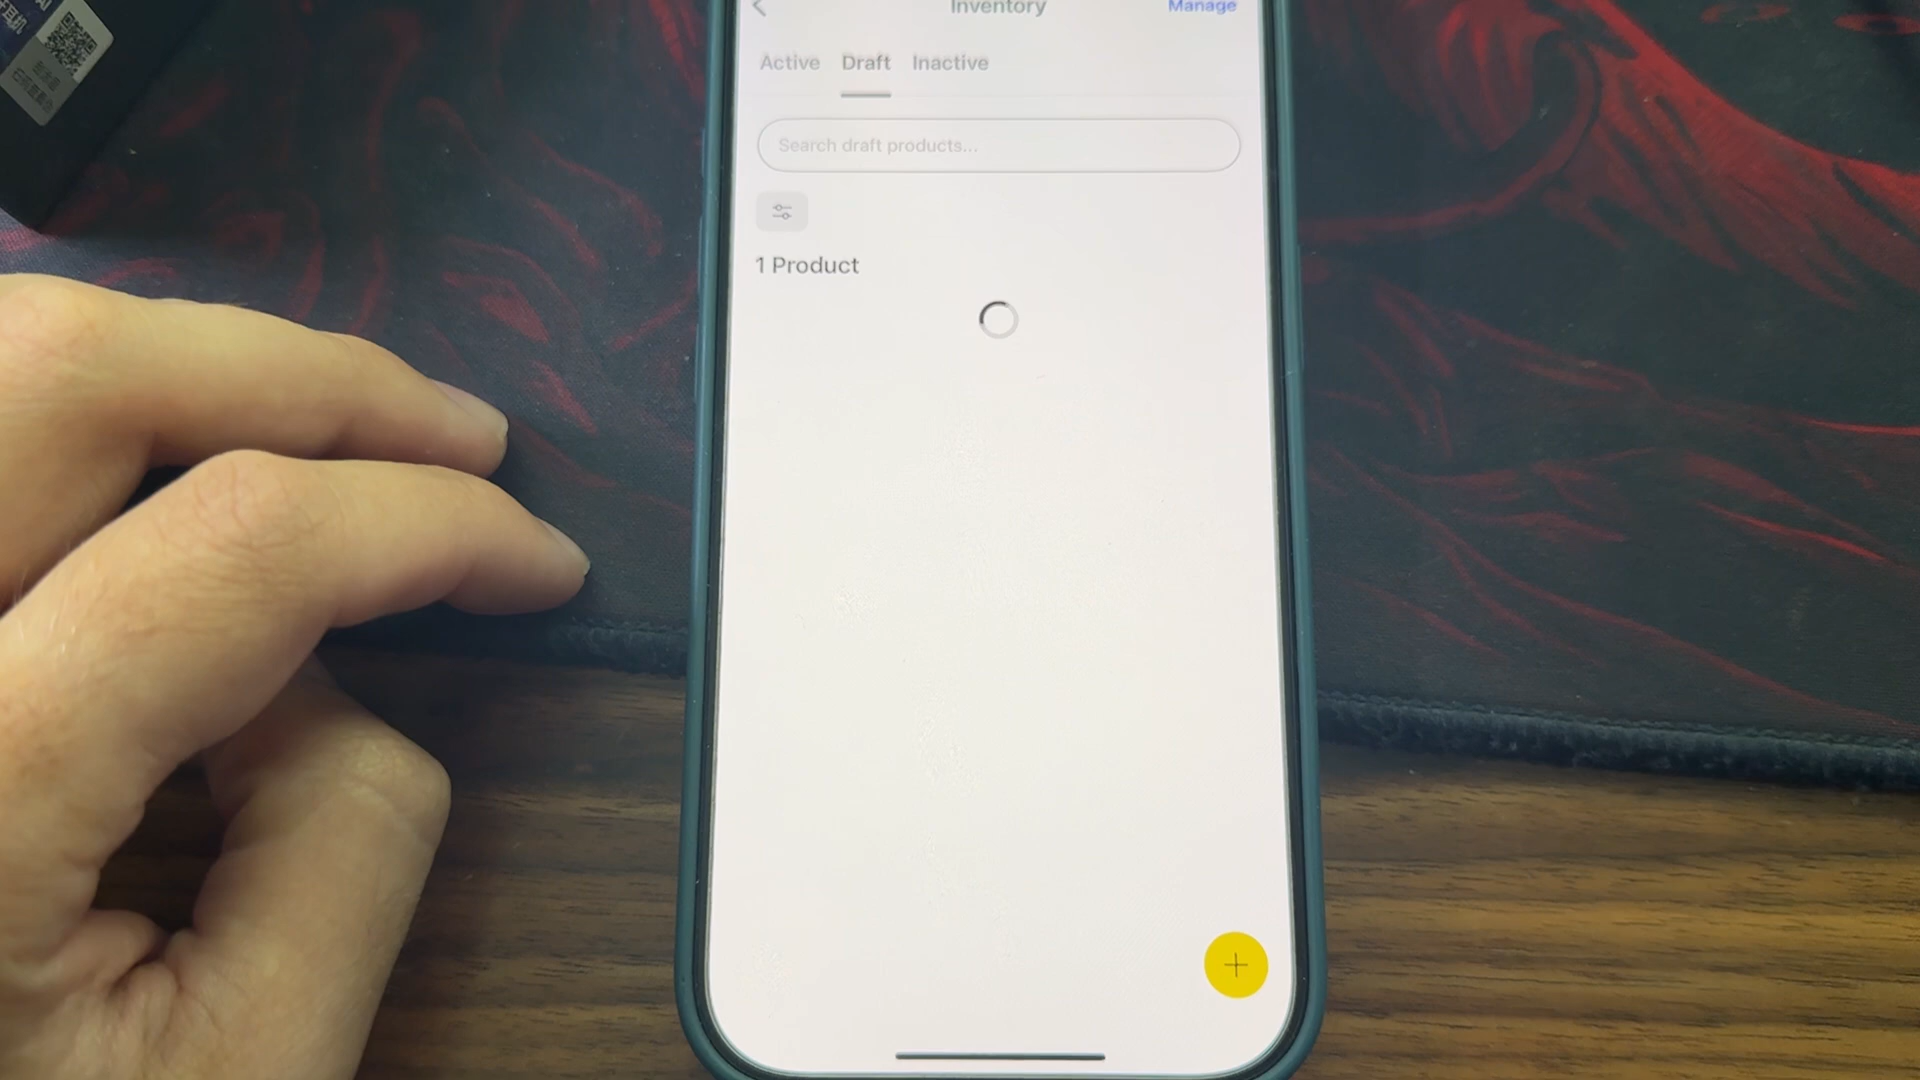 Inventory
Manage
Active Draft Inactive
Search draft products...
1 Product